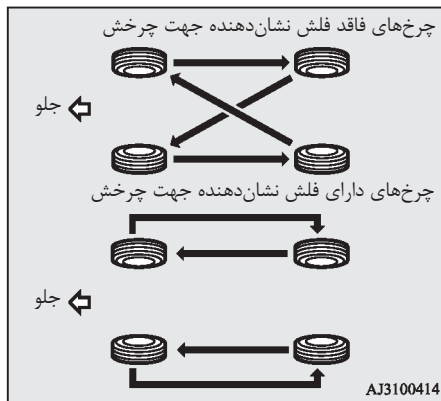 چرخ‌های فاقد فلش نشان‌دهنده جهت چرخش
جلو
چرخ‌های دارای فلش نشان‌دهنده جهت چرخش
جلو
AJ3100414